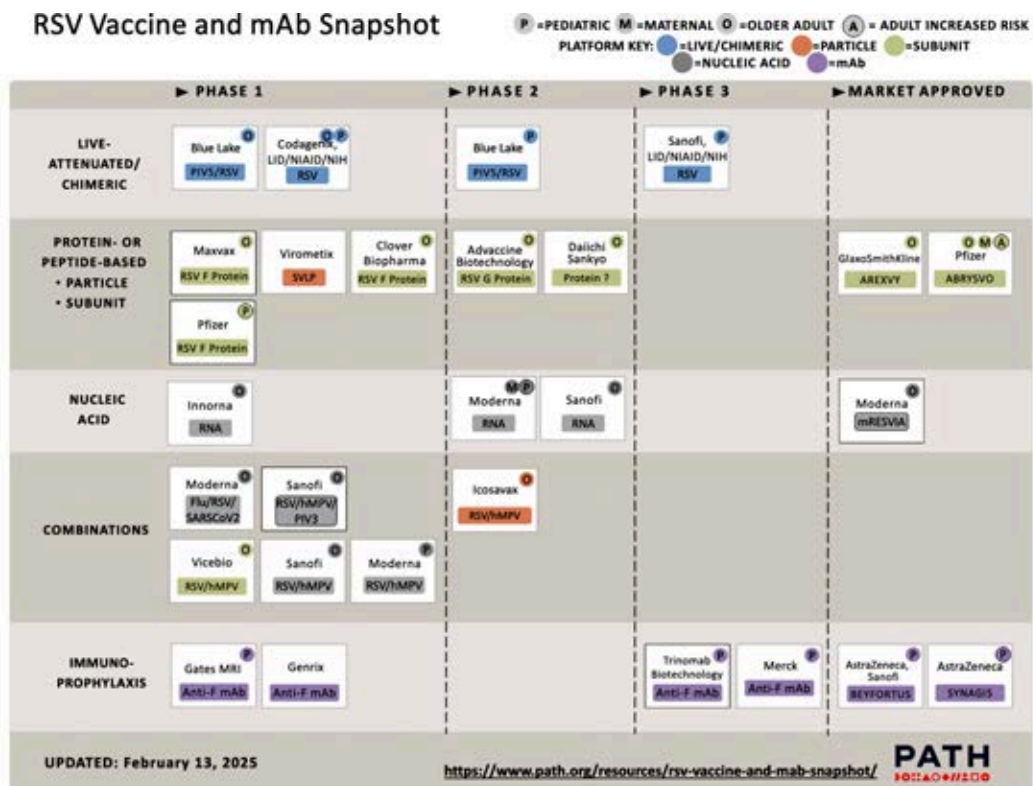 RSV Vaccine and mAb Snapshot
P =PEDIATRIC M =MATERNAL O =OLDER ADULT A = ADULT INCREASED RISK
PLATFORM KEY: =LIVE/CHIMERIC =PARTICLE =SUBUNIT
=NUCLEIC ACID =mAb
► PHASE 1 ► PHASE 2 ► PHASE 3 ► MARKET APPROVED
LIVE-
ATTENUATED/
CHIMERIC
O
Blue Lake
PIV5/RSV
O P
Codagenix,
LID/NIAID/NIH
RSV
P
Blue Lake
PIV5/RSV
P
Sanofi,
LID/NIAID/NIH
RSV
PROTEIN- OR
PEPTIDE-BASED
• PARTICLE
• SUBUNIT
O
Maxvax
RSV F Protein
Virometix
SVLP
O
Clover
Biopharma
RSV F Protein
O
Advaccine
Biotechnology
RSV G Protein
O
Daiichi
Sankyo
Protein ?
O
GlaxoSmithKline
AREXVY
O M A
Pfizer
ABRYSVO
P
Pfizer
RSV F Protein
NUCLEIC
ACID
O
Innorna
RNA
M P
Moderna
RNA
O
Sanofi
RNA
O
Moderna
mRESVIA
COMBINATIONS
O
Moderna
Flu/RSV/
SARSCoV2
O
Sanofi
RSV/hMPV/
PIV3
O
Icosavax
RSV/hMPV
O
Vicebio
RSV/hMPV
O
Sanofi
RSV/hMPV
P
Moderna
RSV/hMPV
IMMUNO-
PROPHYLAXIS
P
Gates MRI
Anti-F mAb
Genrix
Anti-F mAb
P
Trinomab
Biotechnology
Anti-F mAb
P
Merck
Anti-F mAb
P
AstraZeneca,
Sanofi
BEYFORTUS
P
AstraZeneca
SYNAGIS
UPDATED: February 13, 2025
https://www.path.org/resources/rsv-vaccine-and-mab-snapshot/
PATH